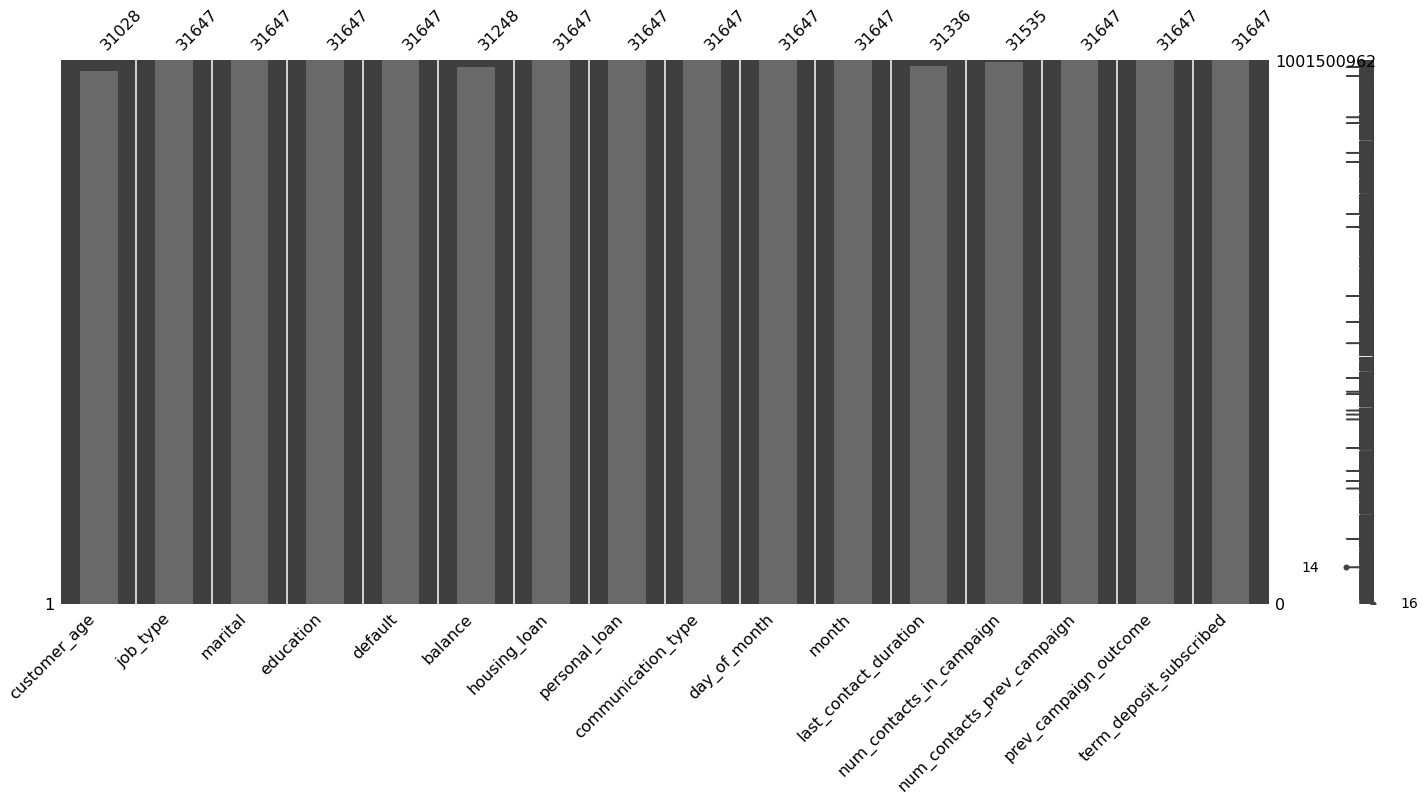 31028
31647
31647
31647
31647
31248
31647
31647
31647
31647
31647
31336
31535
31647
31647
31647
1001500962
14
16
1
0
customer_age
job_type
marital
education
default
balance
housing_loan
personal_loan
communication_type
day_of_month
month
last_contact_duration
num_contacts_in_campaign
num_contacts_prev_campaign
prev_campaign_outcome
term_deposit_subscribed